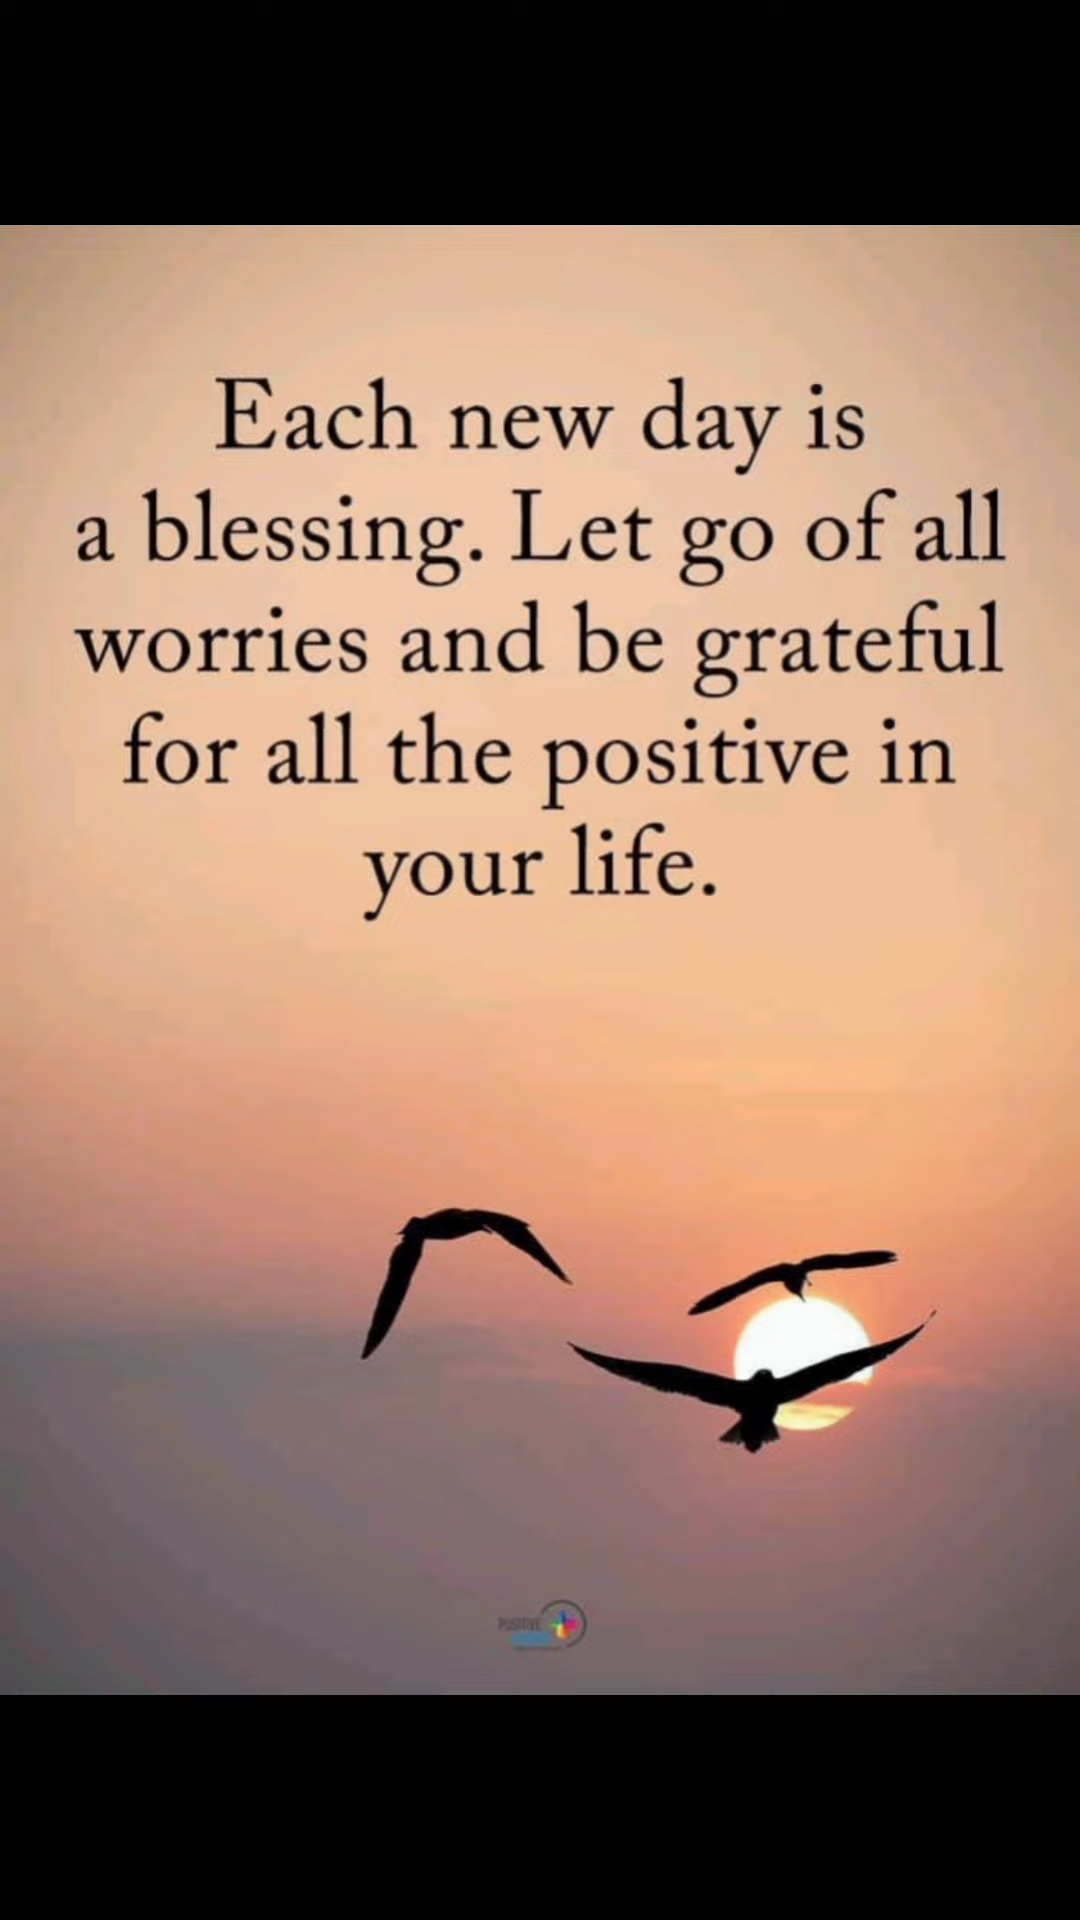 Each new day is
a blessing. Let go of all
worries and be grateful
for all the positive in
your life.
POSITIVE